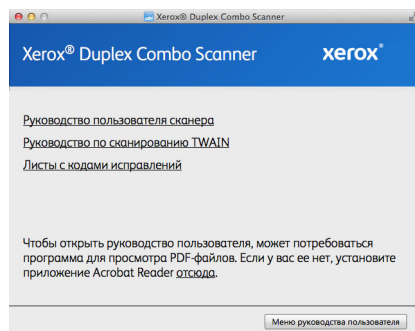 Xerox® Duplex Combo Scanner
Xerox® Duplex Combo Scanner
xerox®
Руководство пользователя сканера
Руководство по сканированию TWAIN
Листы с кодами исправлений
Чтобы открыть руководство пользователя, может потребоваться
программа для просмотра PDF-файлов. Если у вас ее нет, установите
приложение Acrobat Reader отсюда.
Меню руководства пользователя